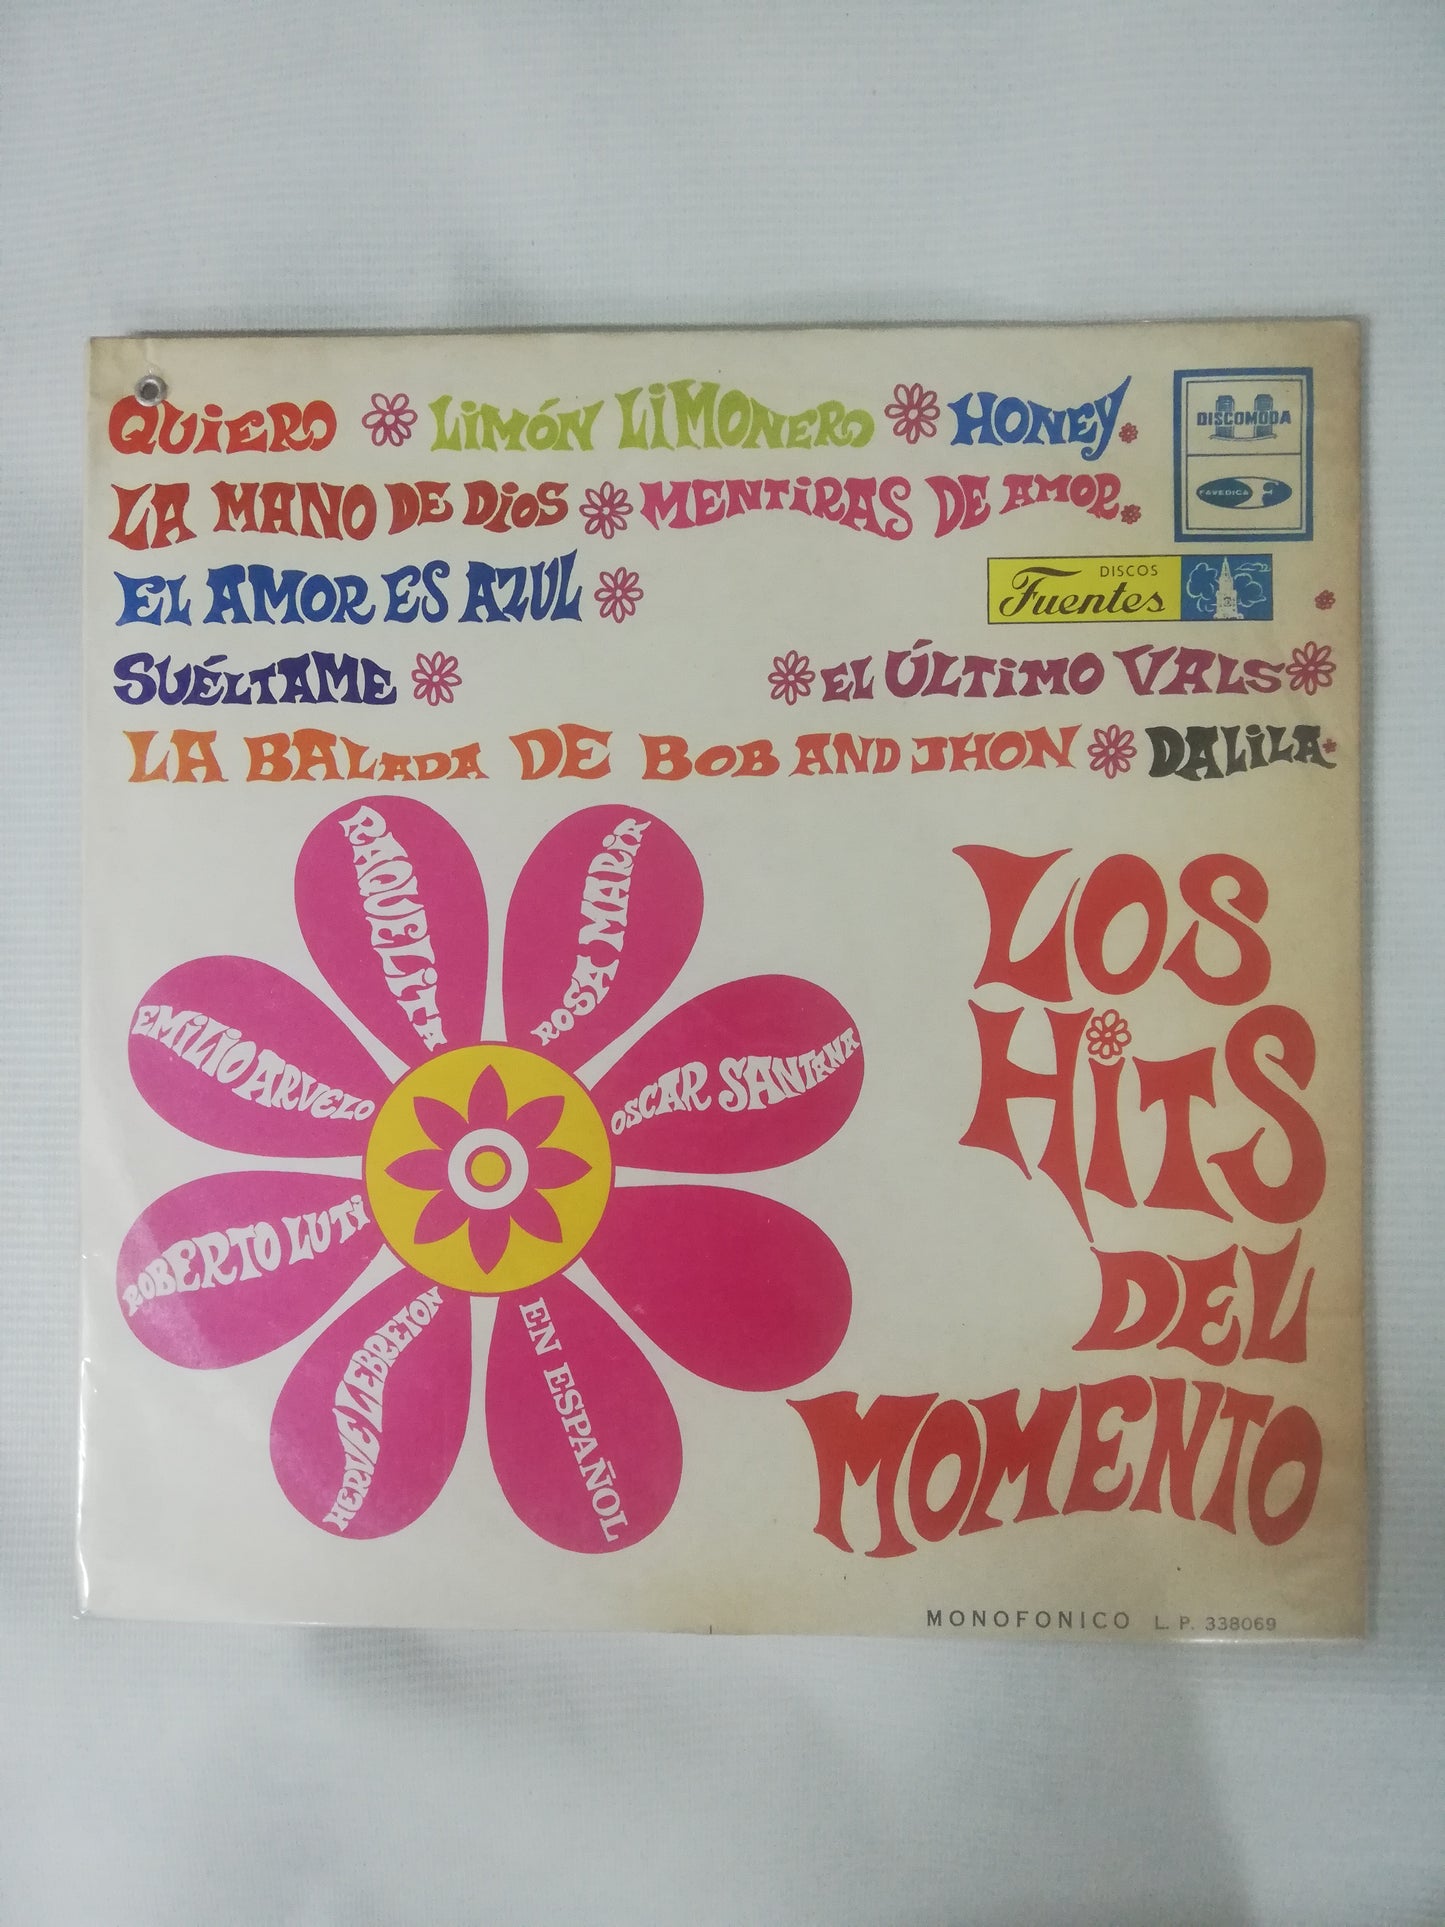 QUIERO LIMÓN LIMONERO HONEY.
DISCOMODA
LA MANO DE DIOS MENTIRAS DE AMOR.
FAVEDICA F
EL AMOR ES AZUL
DISCOS
Fuentes
SUÉLTAME EL ÚLTIMO VALS
LA BALADA DE BOB AND JHON DALILA
RAQUELITA
ROSA MARIA
EMILIO ARVELO
OSCAR SANTANA
ROBERTO LUTI
HERVE LEBRETON
EN ESPAÑOL
LOS
HITS
DEL
MOMENTO
MONOFONICO L. P. 338069